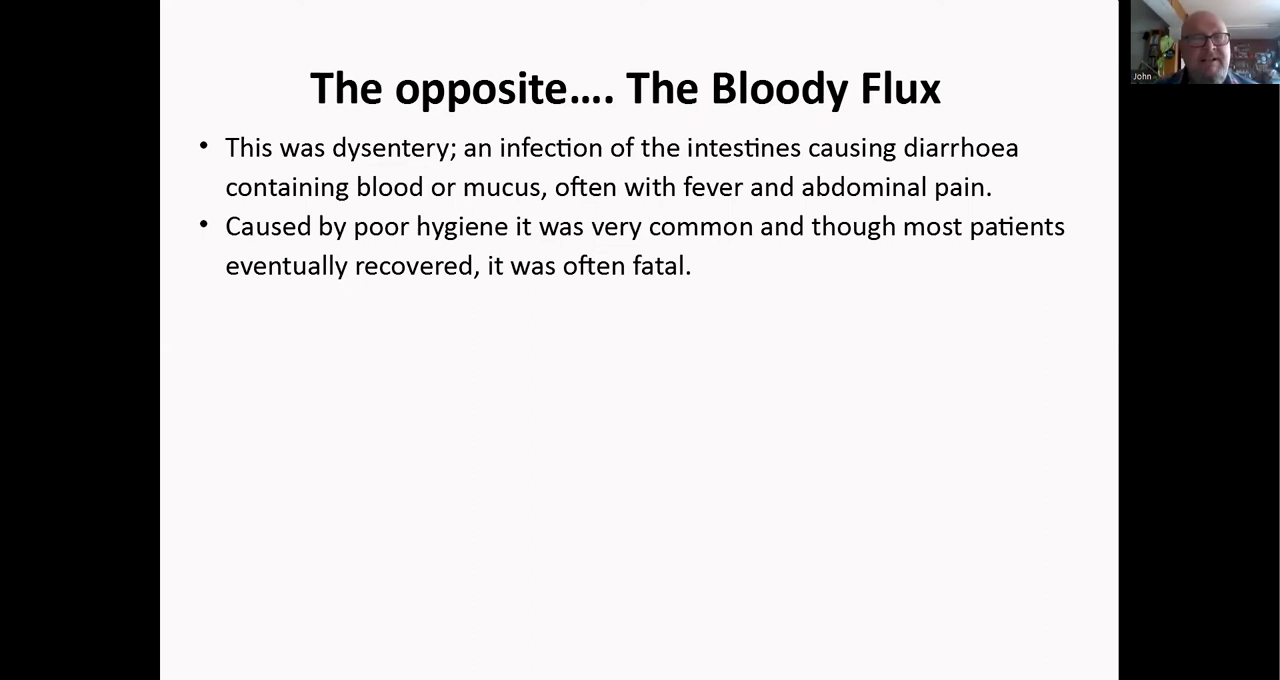 The opposite.... The Bloody Flux
• This was dysentery; an infection of the intestines causing diarrhoea
containing blood or mucus, often with fever and abdominal pain.
• Caused by poor hygiene it was very common and though most patients
eventually recovered, it was often fatal.
John